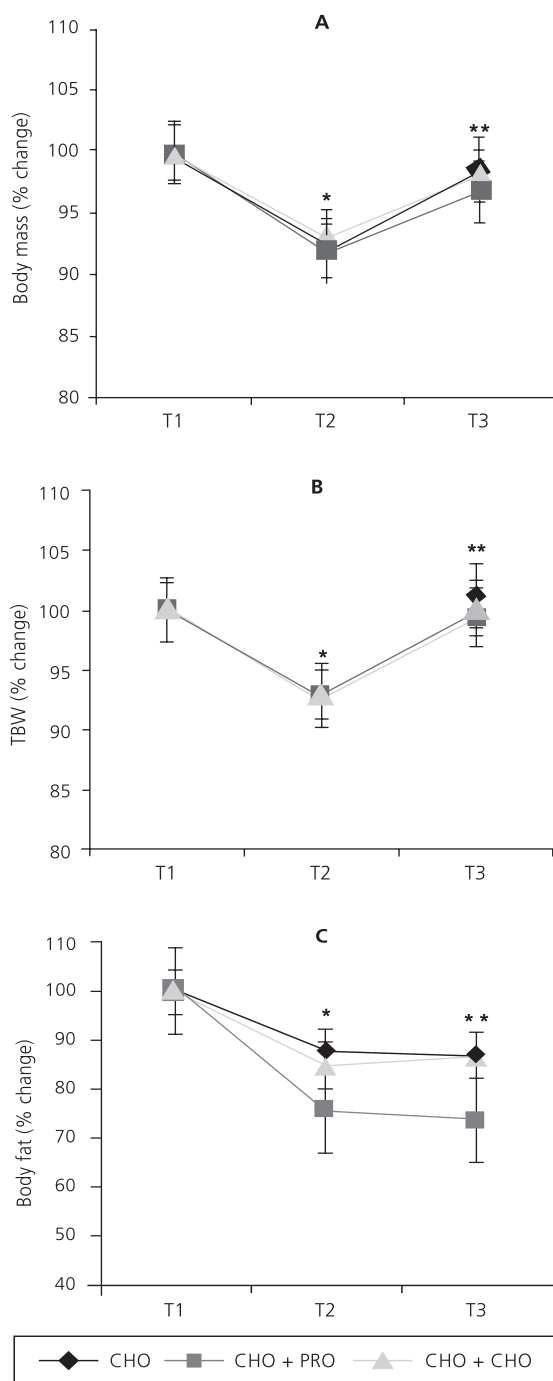 A
110
105
100
95
90
85
80
Body mass (% change)
*
**
T1 T2 T3
B
110
105
100
95
90
85
80
TBW (% change)
*
**
T1 T2 T3
C
110
100
90
80
70
60
50
40
Body fat (% change)
*
**
T1 T2 T3
CHO CHO + PRO CHO + CHO